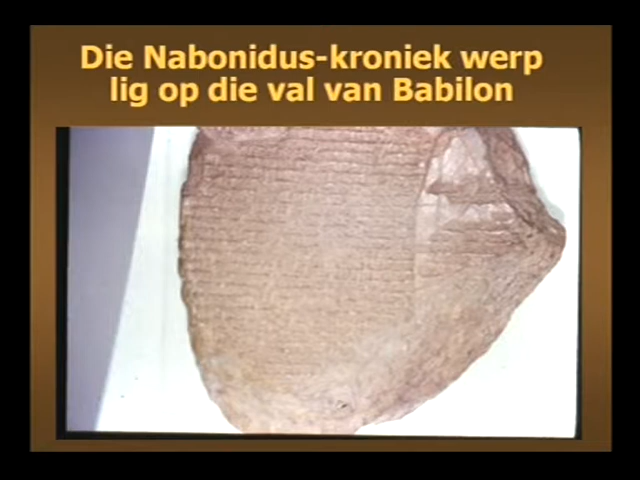 Die Nabonidus-kroniek werp
lig op die val van Babilon